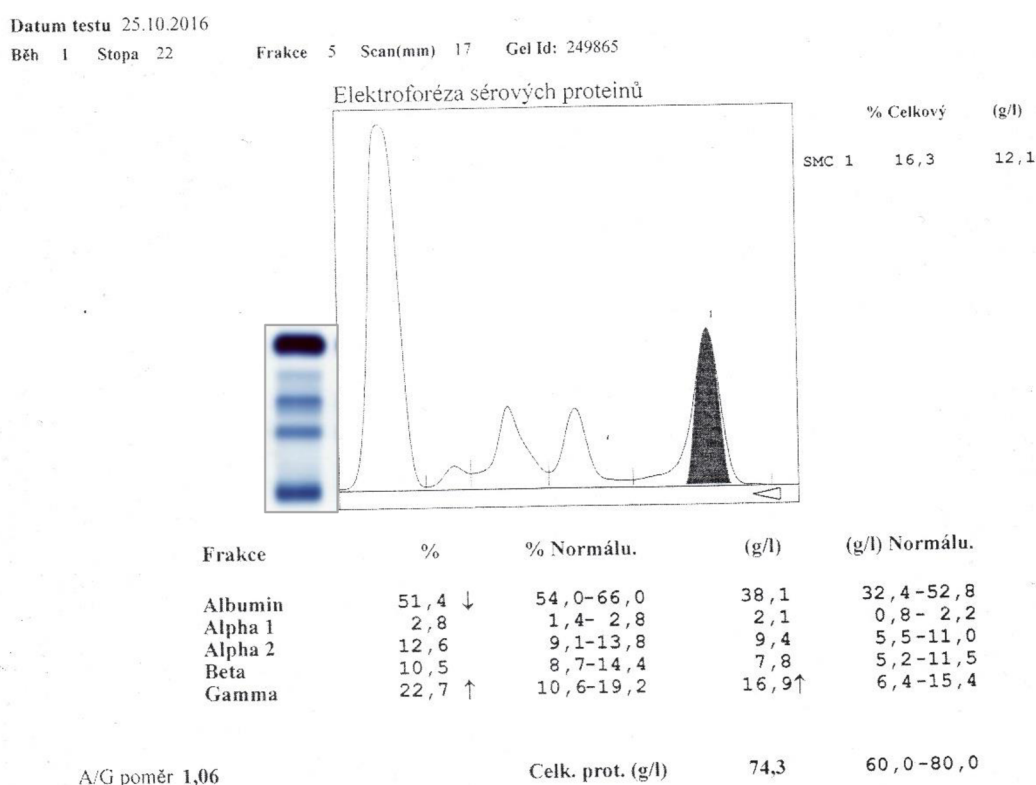 Datum testu 25.10.2016
Běh 1 Stopa 22 Frakce 5 Scan(mm) 17 Gel Id: 249865
Elektroforéza sérových proteinů
% Celkový (g/l)
SMC 1 16,3 12,1
1
Frakce % % Normálu. (g/l) (g/l) Normálu.
Albumin 51,4 ↓ 54,0-66,0 38,1 32,4-52,8
Alpha 1 2,8 1,4- 2,8 2,1 0,8- 2,2
Alpha 2 12,6 9,1-13,8 9,4 5,5-11,0
Beta 10,5 8,7-14,4 7,8 5,2-11,5
Gamma 22,7 ↑ 10,6-19,2 16,9↑ 6,4-15,4
A/G poměr 1,06 Celk. prot. (g/l) 74,3 60,0-80,0